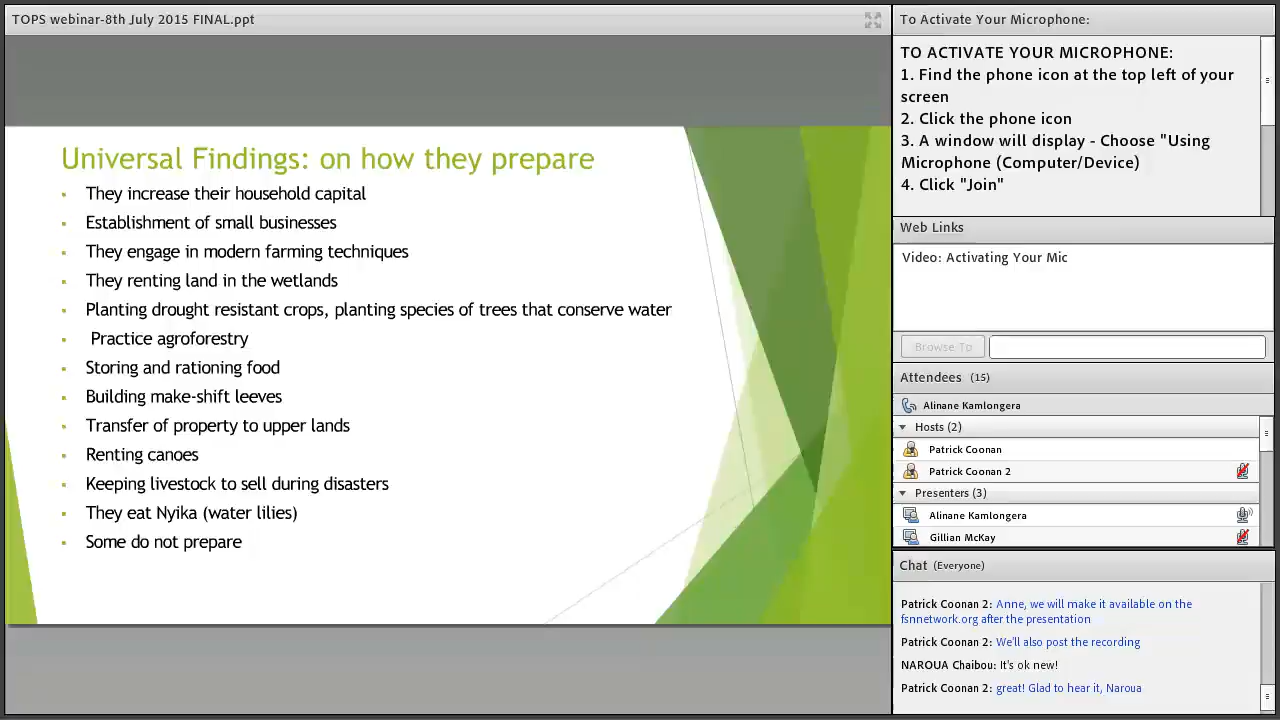 TOPS webinar-8th July 2015 FINAL.ppt
Universal Findings: on how they prepare
They increase their household capital
Establishment of small businesses
They engage in modern farming techniques
They renting land in the wetlands
Planting drought resistant crops, planting species of trees that conserve water
Practice agroforestry
Storing and rationing food
Building make-shift leeves
Transfer of property to upper lands
Renting canoes
Keeping livestock to sell during disasters
They eat Nyika (water lilies)
Some do not prepare
To Activate Your Microphone:
TO ACTIVATE YOUR MICROPHONE:
1. Find the phone icon at the top left of your
screen
2. Click the phone icon
3. A window will display - Choose "Using
Microphone (Computer/Device)
4. Click "Join"
Web Links
Video: Activating Your Mic
Browse To
Attendees (15)
Alinane Kamlongera
Hosts (2)
Patrick Coonan
Patrick Coonan 2
Presenters (3)
Alinane Kamlongera
Gillian McKay
Chat (Everyone)
Patrick Coonan 2: Anne, we will make it available on the
fsnnetwork.org after the presentation
Patrick Coonan 2: We'll also post the recording
NAROUA Chaibou: It's ok new!
Patrick Coonan 2: great! Glad to hear it, Naroua